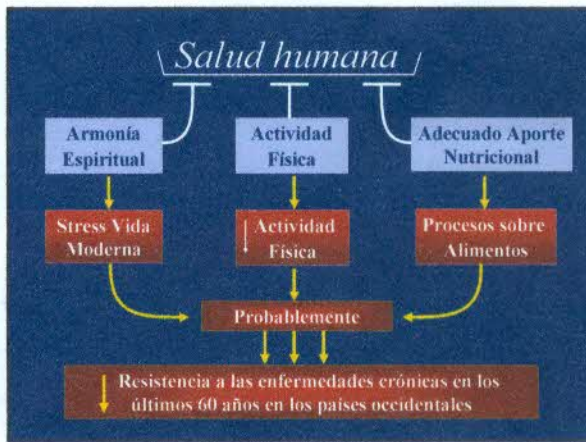 Salud humana
Armonía
Espiritual
Actividad
Física
Adecuado Aporte
Nutricional
Stress Vida
Moderna
↓ Actividad
Física
Procesos sobre
Alimentos
Probablemente
↓ Resistencia a las enfermedades crónicas en los
últimos 60 años en los países occidentales